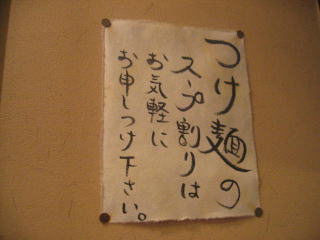 つけ麺の
スープ割りは
お気軽に
お申しつけ下さい。